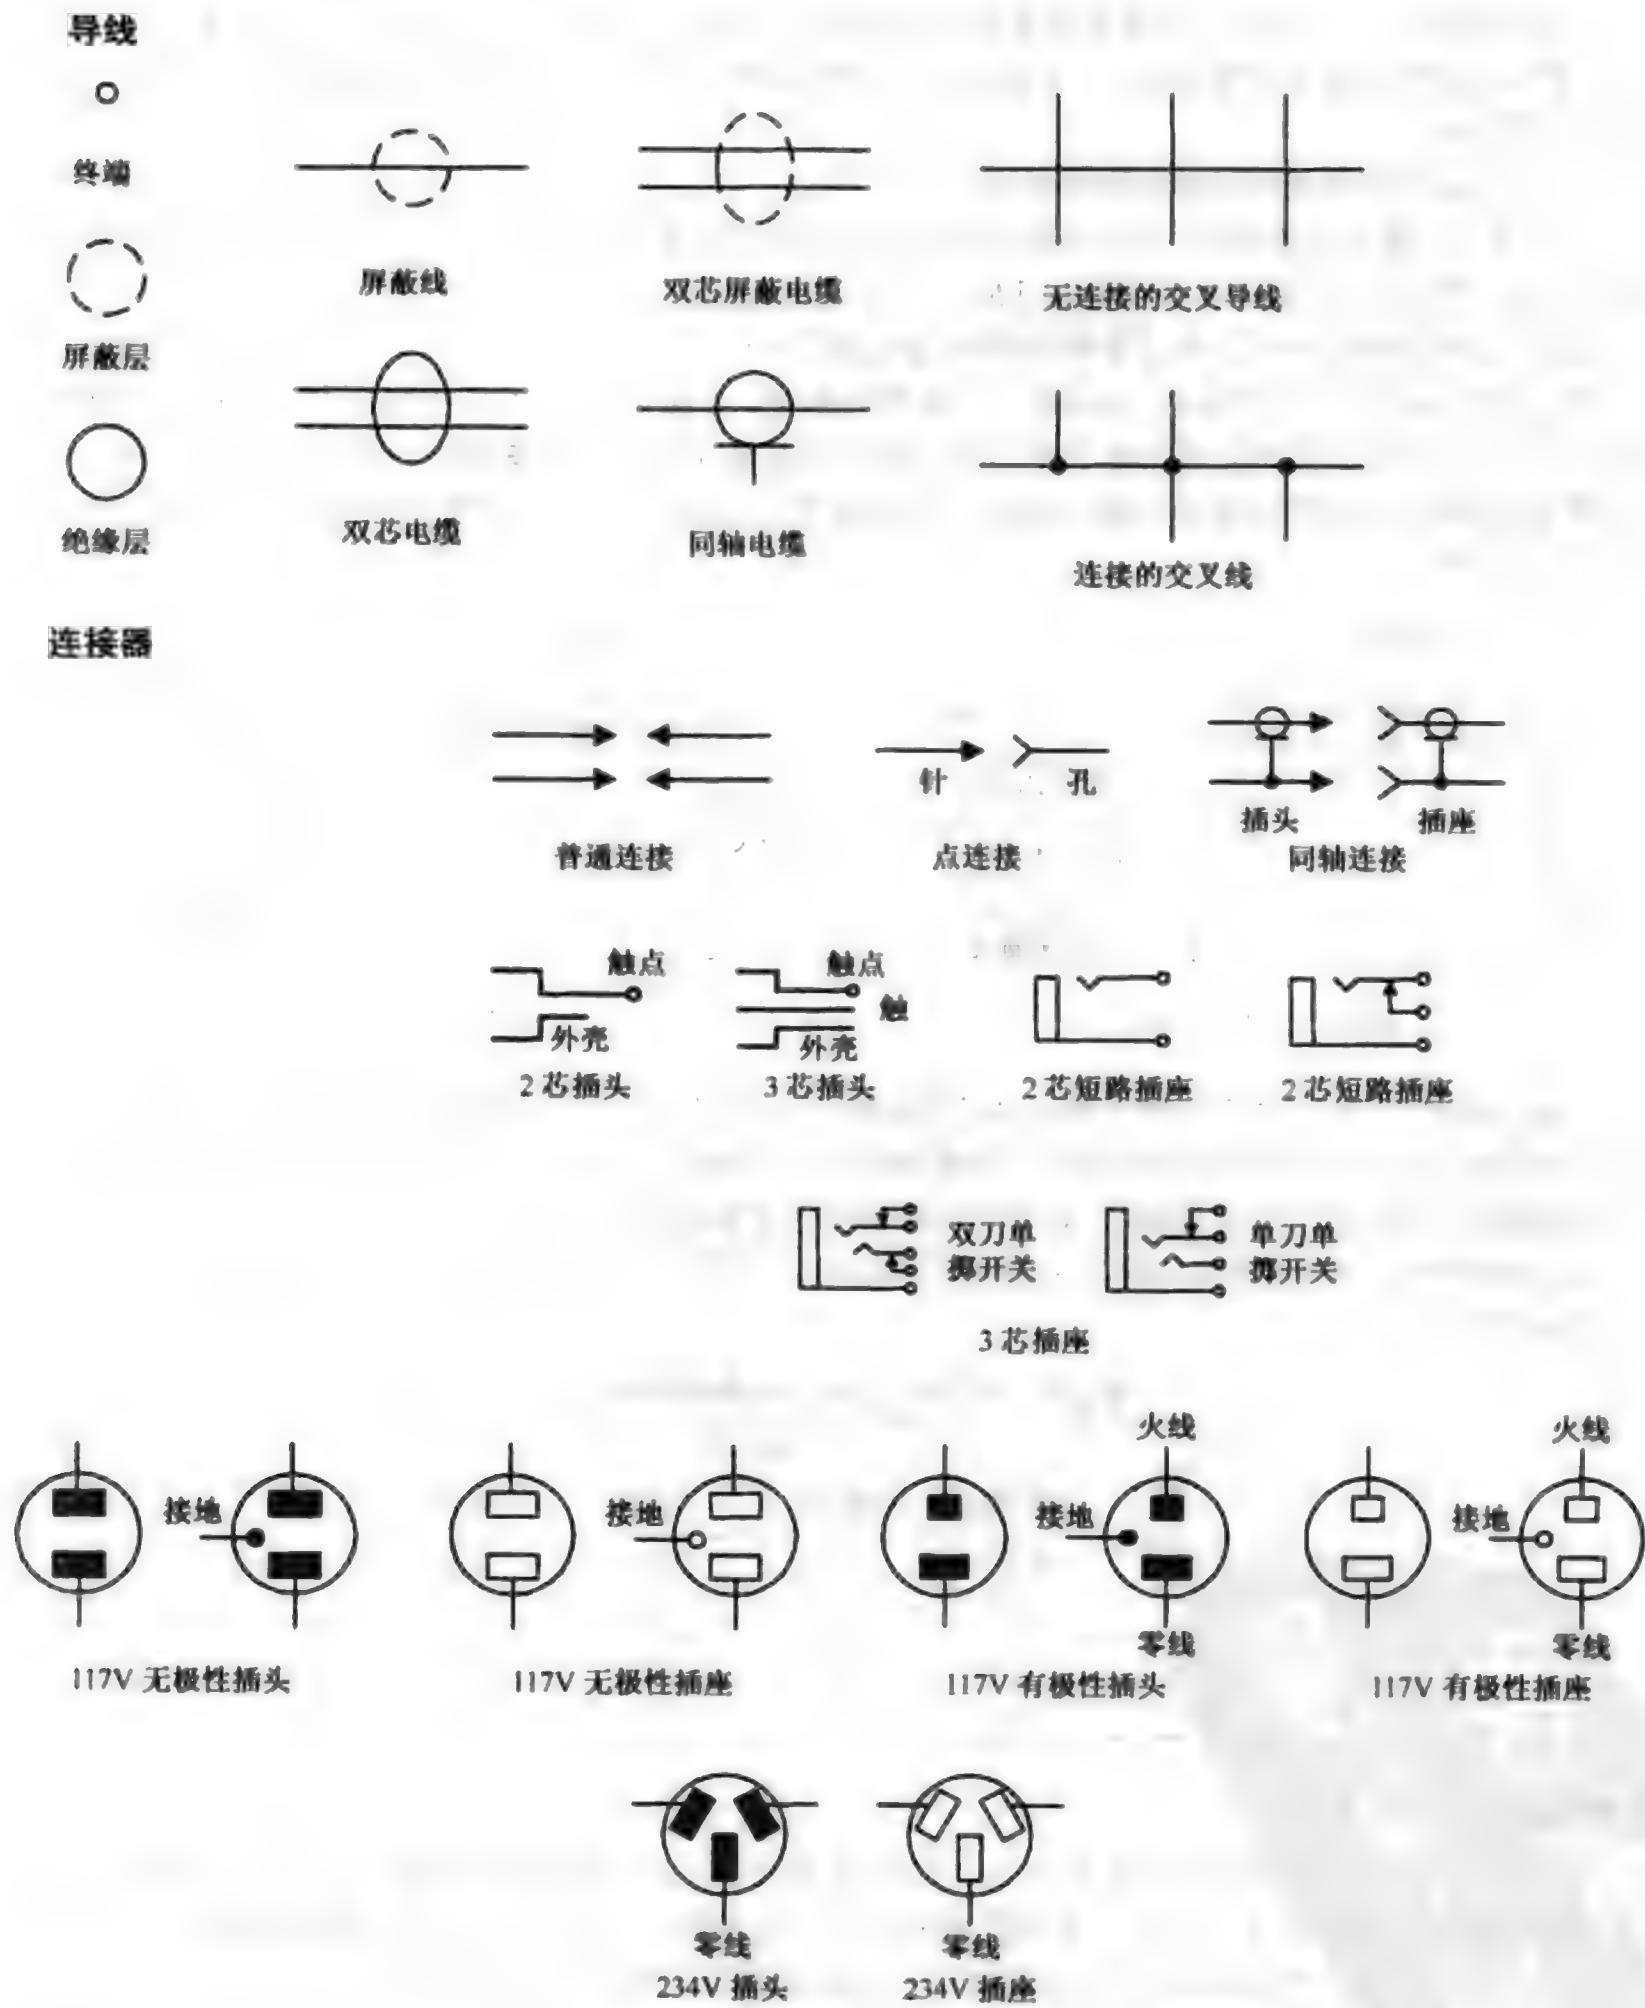 导线
终端
屏蔽线
双芯屏蔽电缆
无连接的交叉导线
屏蔽层
双芯电缆
同轴电缆
绝缘层
连接的交叉线
连接器
针 孔
插头 插座
普通连接
点连接
同轴连接
触点
外壳
2 芯插头
触点
触
外壳
3 芯插头
2 芯短路插座
2 芯短路插座
双刀单
掷开关
单刀单
掷开关
3 芯插座
接地
117V 无极性插头
接地
117V 无极性插座
火线
接地
零线
117V 有极性插头
火线
接地
零线
117V 有极性插座
零线
234V 插头
零线
234V 插座